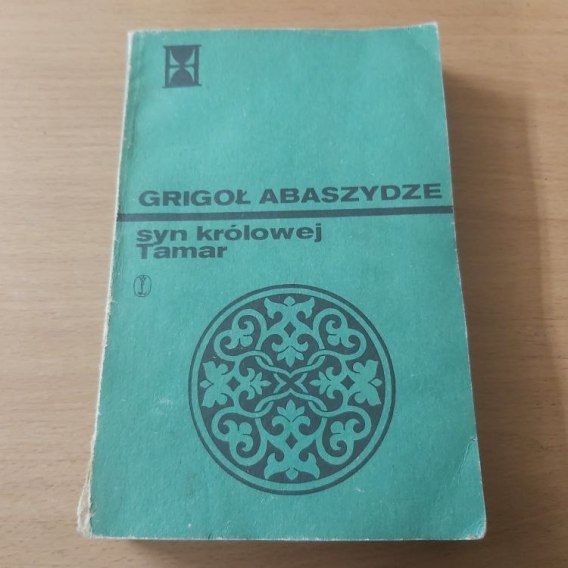 GRIGOŁ ABASZYDZE
syn królowej
Tamar